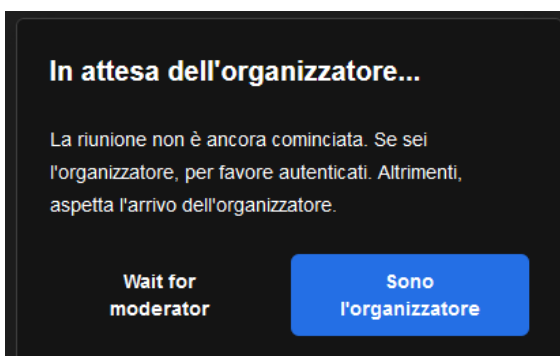 In attesa dell'organizzatore...
La riunione non è ancora cominciata. Se sei
l'organizzatore, per favore autenticati. Altrimenti,
aspetta l'arrivo dell'organizzatore.
Wait for
moderator
Sono
l'organizzatore